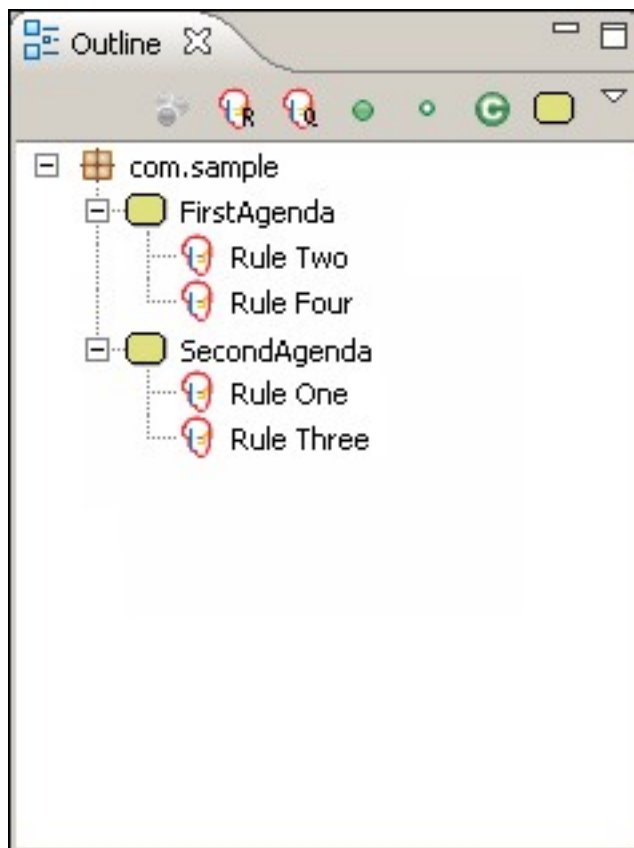 Outline
R Q C
com.sample
FirstAgenda
Rule Two
Rule Four
SecondAgenda
Rule One
Rule Three